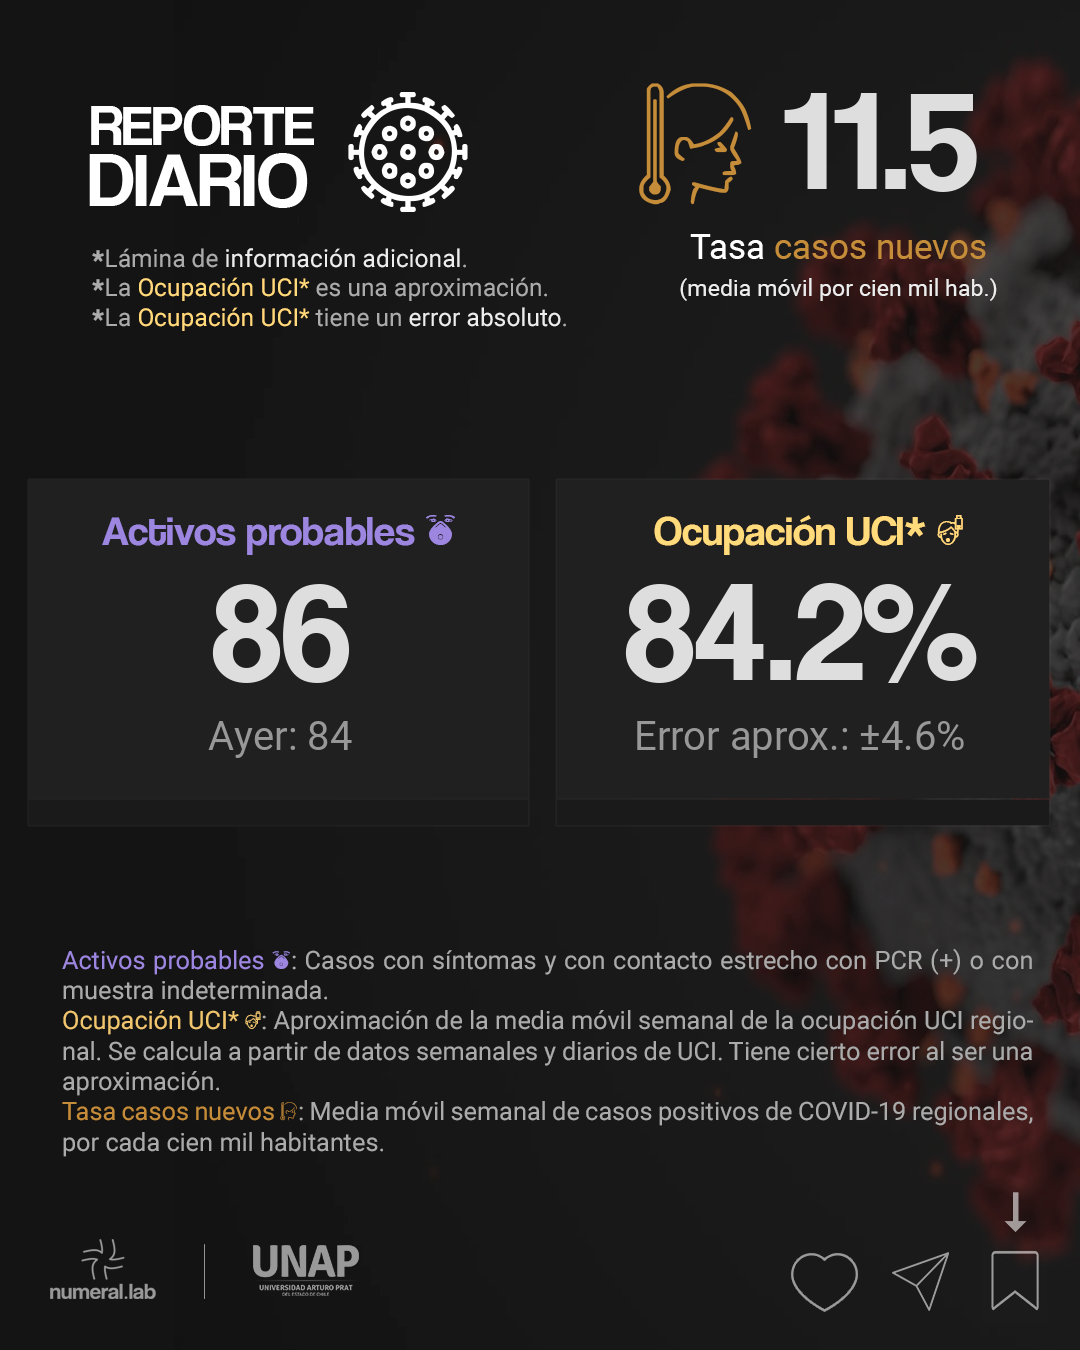 REPORTE
DIARIO
*Lámina de información adicional.
*La Ocupación UCI* es una aproximación.
*La Ocupación UCI* tiene un error absoluto.
11.5
Tasa casos nuevos
(media móvil por cien mil hab.)
Activos probables
86
Ayer: 84
Ocupación UCI*
84.2%
Error aprox.: ±4.6%
Activos probables : Casos con síntomas y con contacto estrecho con PCR (+) o con
muestra indeterminada.
Ocupación UCI* : Aproximación de la media móvil semanal de la ocupación UCI regio-
nal. Se calcula a partir de datos semanales y diarios de UCI. Tiene cierto error al ser una
aproximación.
Tasa casos nuevos : Media móvil semanal de casos positivos de COVID-19 regionales,
por cada cien mil habitantes.
numeral.lab
UNAP
UNIVERSIDAD ARTURO PRAT
DEL ESTADO DE CHILE